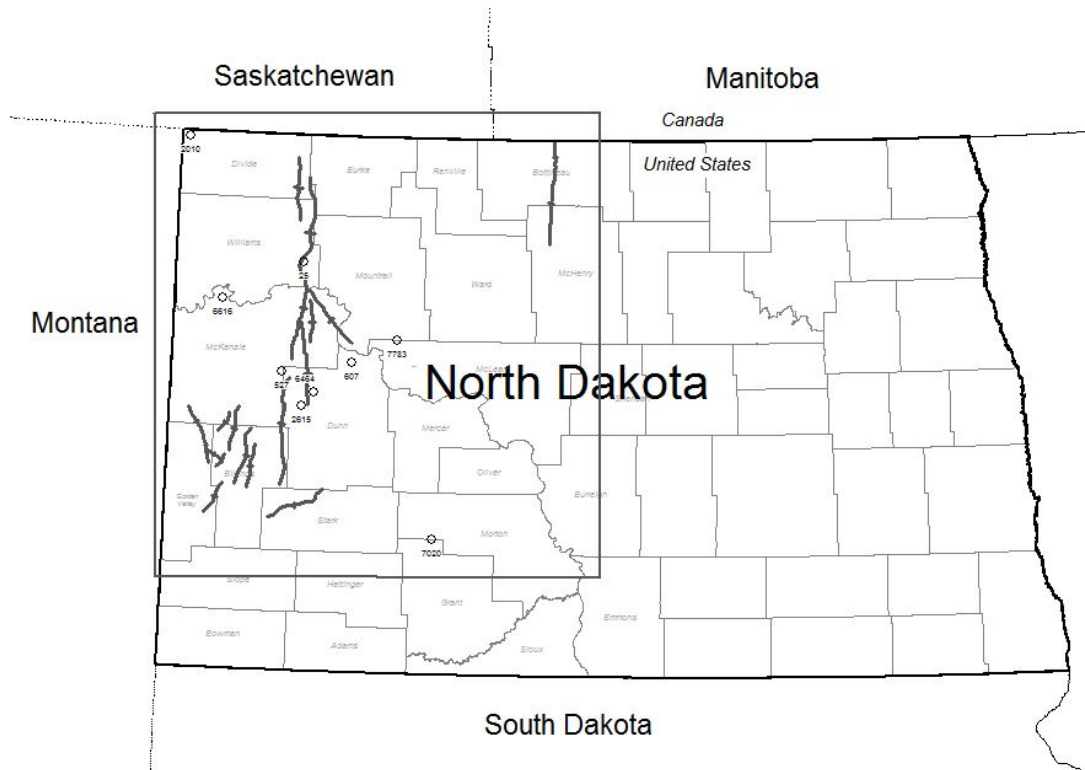 Saskatchewan
Manitoba
Canada
United States
2010
Divide
Burke
Renville
Bottineau
Williams
25
Mountrail
Ward
McHenry
6616
Montana
McKenzie
7783
527
6464
607
McLean
North Dakota
2615
Dunn
Mercer
Billings
Oliver
Golden
Valley
Burleigh
Stark
Morton
7020
Slope
Hettinger
Grant
Emmons
Bowman
Adams
Sioux
South Dakota